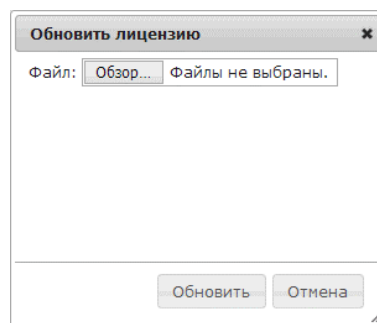 Обновить лицензию
Файл: Обзор... Файлы не выбраны.
Обновить Отмена